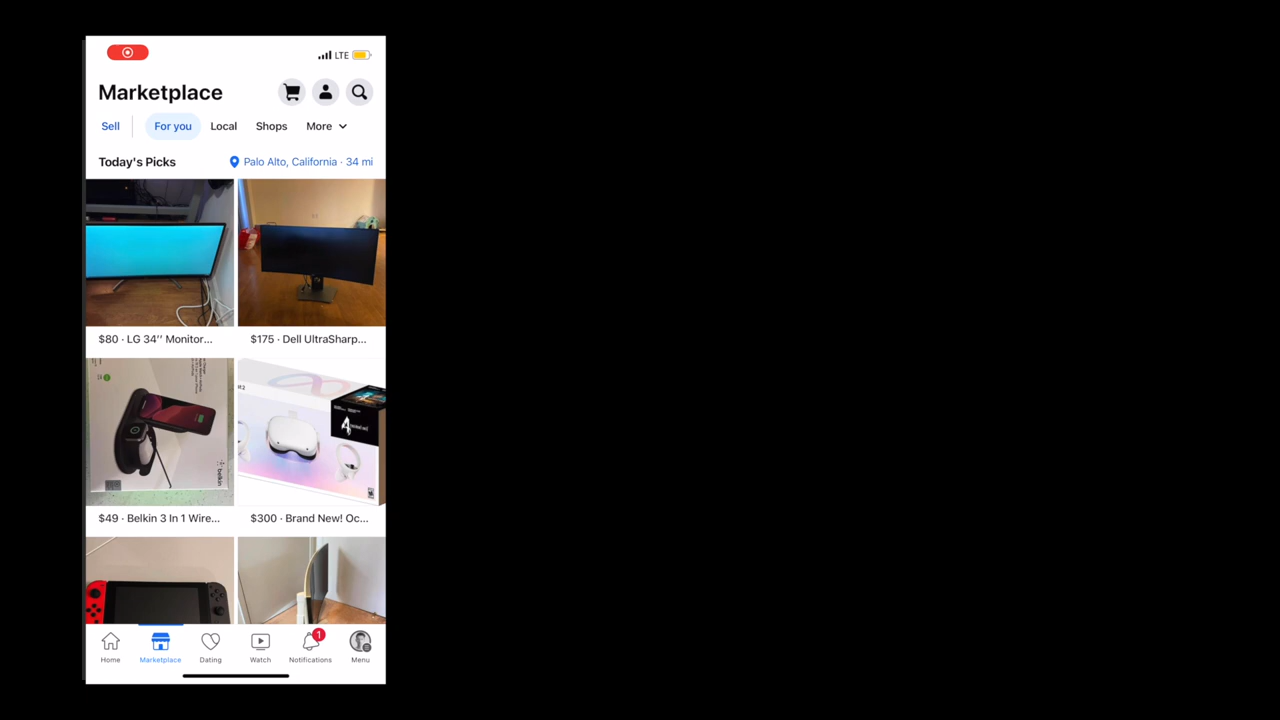 LTE
Marketplace
Sell
For you
Local
Shops
More
Today's Picks
Palo Alto, California · 34 mi
$80 · LG 34’’ Monitor...
$175 · Dell UltraSharp...
belkin
$49 · Belkin 3 In 1 Wire...
$300 · Brand New! Oc...
1
Home
Marketplace
Dating
Watch
Notifications
Menu